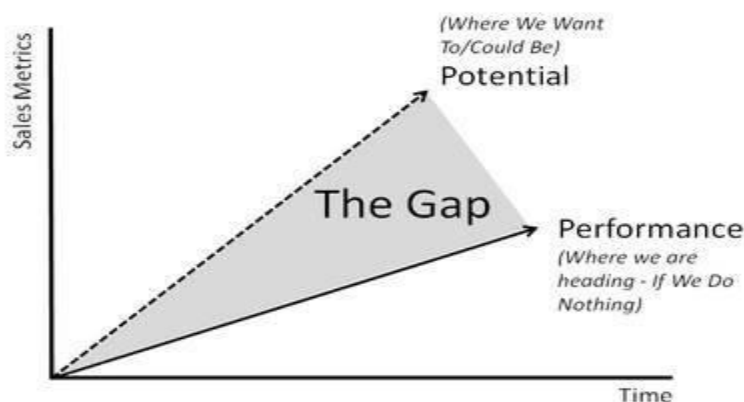 (Where We Want
To/Could Be)
Potential
Sales Metrics
The Gap
Performance
(Where we are
heading - If We Do
Nothing)
Time